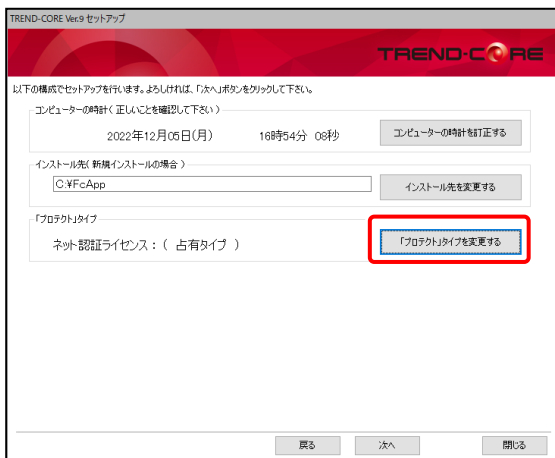 TREND-CORE Ver.9 セットアップ
TREND-CORE
以下の構成でセットアップを行います。よろしければ、「次へ」ボタンをクリックして下さい。
コンピューターの時計( 正しいことを確認して下さい )
2022年12月05日(月) 16時54分 08秒
コンピューターの時計を訂正する
インストール先( 新規インストールの場合 )
C:¥FcApp
インストール先を変更する
「プロテクト」タイプ
ネット認証ライセンス : ( 占有タイプ )
「プロテクト」タイプを変更する
戻る 次へ 閉じる